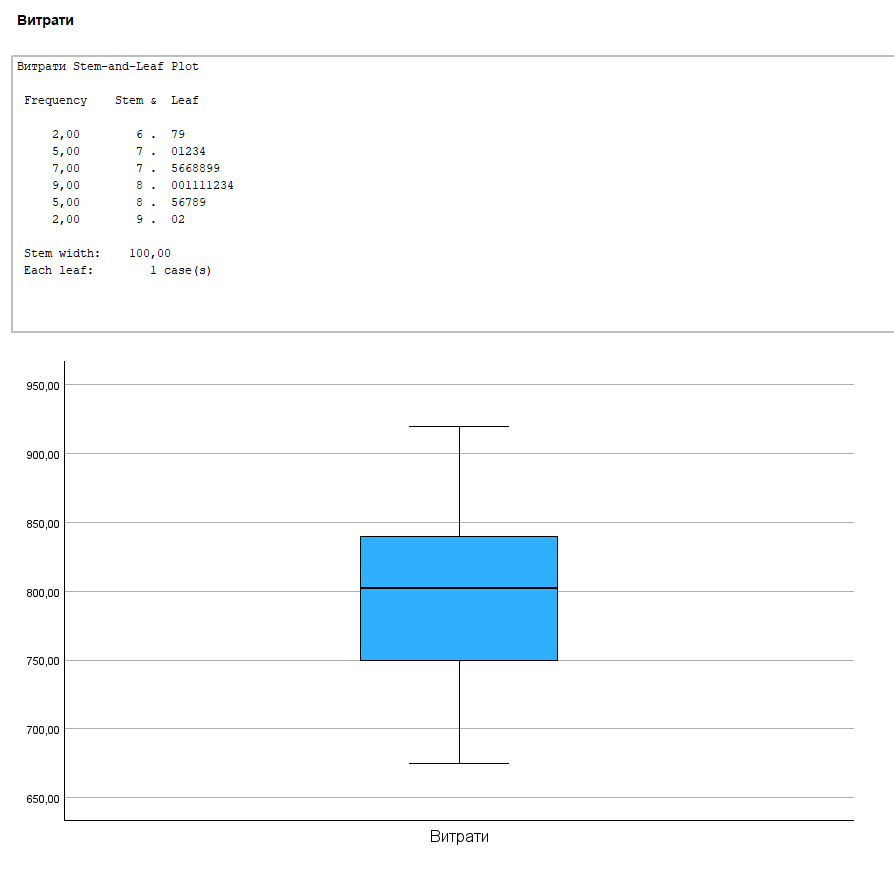 Витрати
Витрати Stem-and-Leaf Plot
Frequency    Stem &  Leaf
2,00        6 .  79
5,00        7 .  01234
7,00        7 .  5668899
9,00        8 .  001111234
5,00        8 .  56789
2,00        9 .  02
Stem width:    100,00
Each leaf:       1 case(s)
950,00
900,00
850,00
800,00
750,00
700,00
650,00
Витрати